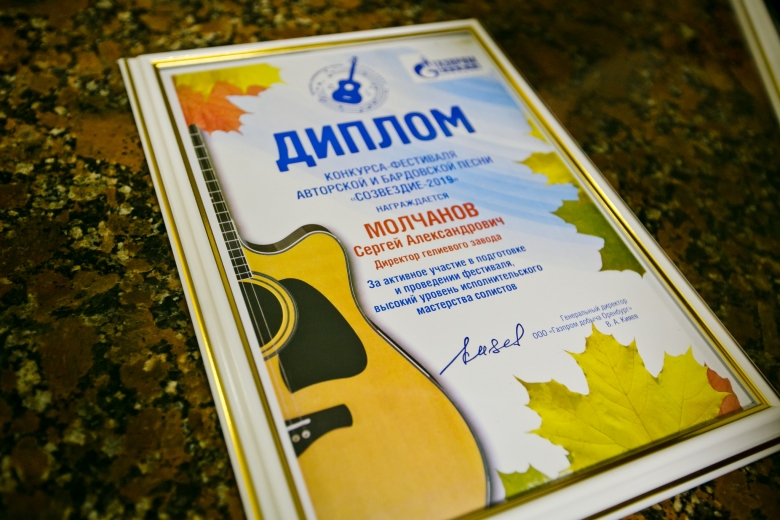 ГАЗПРОМ
ДИПЛОМ
КОНКУРСА-ФЕСТИВАЛЯ
АВТОРСКОЙ И БАРДОВСКОЙ ПЕСНИ
«СОЗВЕЗДИЕ-2019»
НАГРАЖДАЕТСЯ
МОЛЧАНОВ
Сергей Александрович
Директор гелиевого завода
За активное участие в подготовке
и проведении фестиваля,
высокий уровень исполнительского
мастерства солистов
Генеральный директор
ООО «Газпром добыча Оренбург»
В. А. Кияев